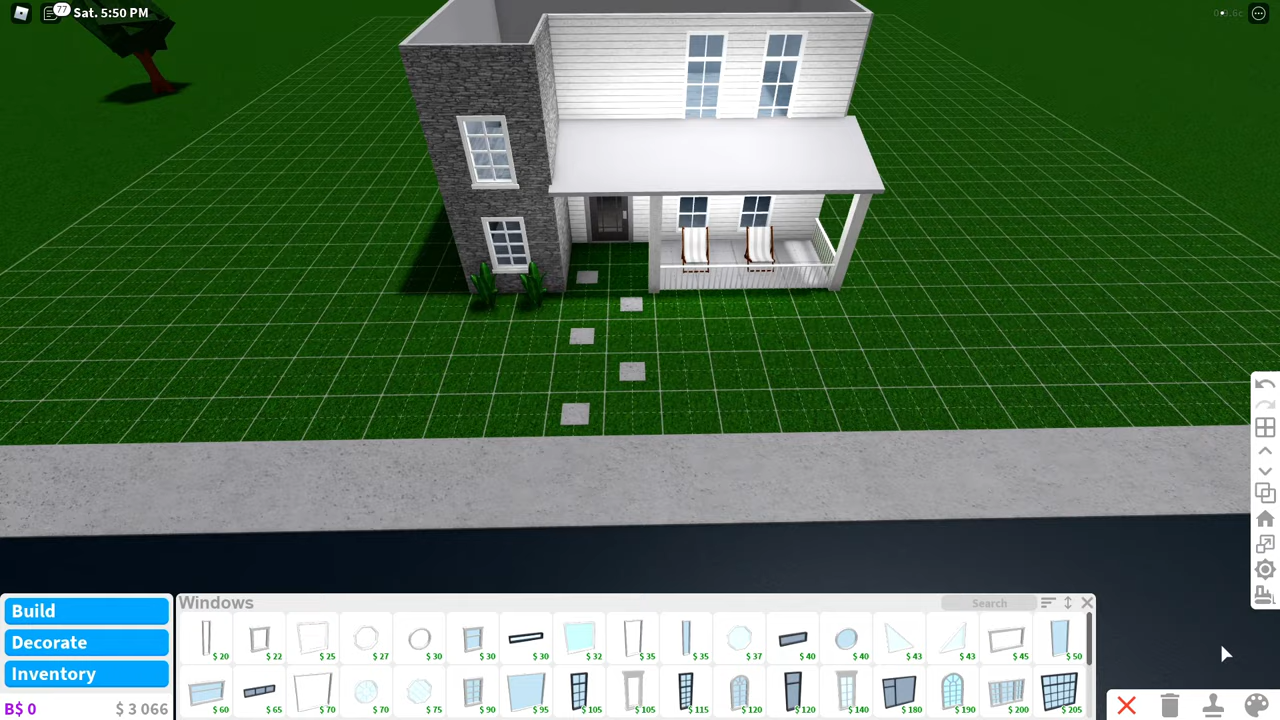 77 Sat. 5:50 PM
Windows
Search
Build
Decorate
Inventory
B$ 0
$ 3 066
$ 20 $ 22 $ 25 $ 27 $ 30 $ 30 $ 30 $ 32 $ 35 $ 35 $ 37 $ 40 $ 40 $ 43 $ 43 $ 45 $ 50
$ 60 $ 65 $ 70 $ 70 $ 75 $ 90 $ 95 $ 105 $ 110 $ 115 $ 120 $ 120 $ 140 $ 180 $ 190 $ 200 $ 205